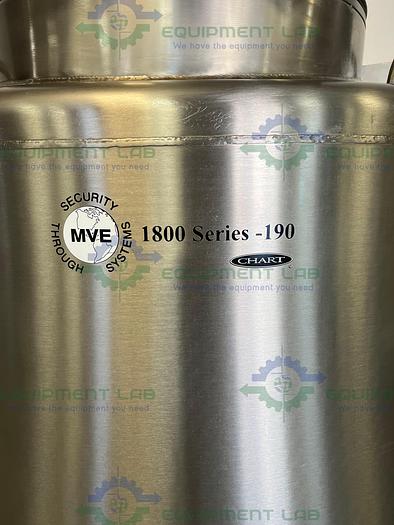 EQUIPMENT LAB
We have the equipment you need
EQUIPMENT LAB
We have the equipment you need
SECURITY
THROUGH
SYSTEMS
MVE
1800 Series -190
CHART
EQUIPMENT LAB
We have the equipment you need
EQUIPMENT LAB
We have the equipment you need
EQUIPMENT LAB